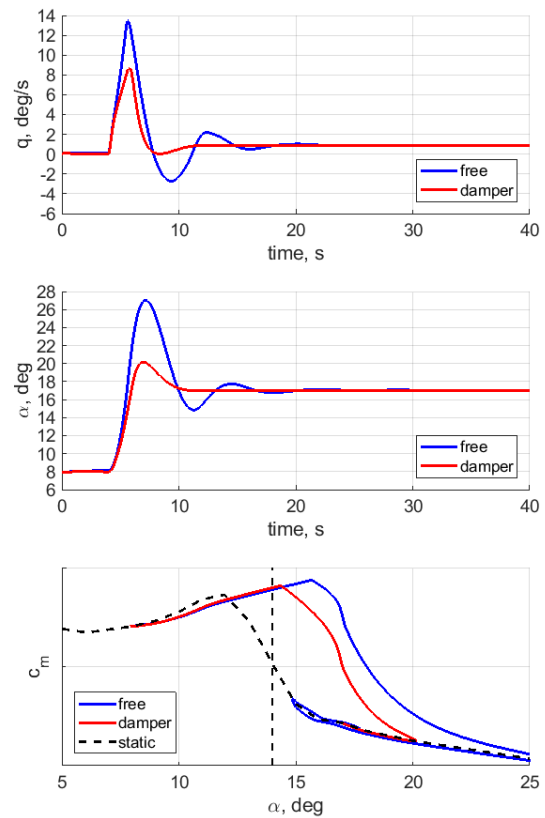 14
12
10
8
6
4
2
0
-2
-4
-6
q, deg/s
free
damper
0 10 20 30 40
time, s
28
26
24
22
20
18
16
14
12
10
8
6
α, deg
free
damper
0 10 20 30 40
time, s
c_m
free
damper
static
5 10 15 20 25
α, deg